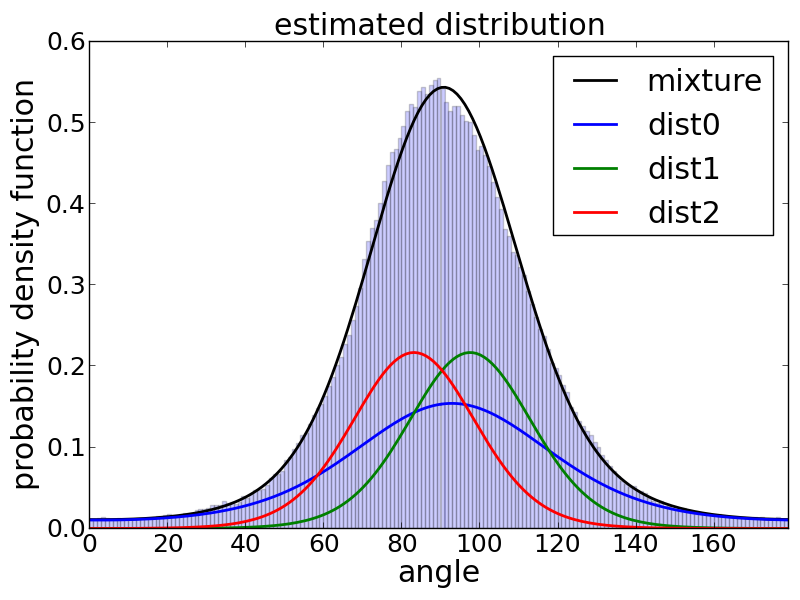 estimated distribution
probability density function
0.6
0.5
0.4
0.3
0.2
0.1
0.0
mixture
dist0
dist1
dist2
0 20 40 60 80 100 120 140 160
angle